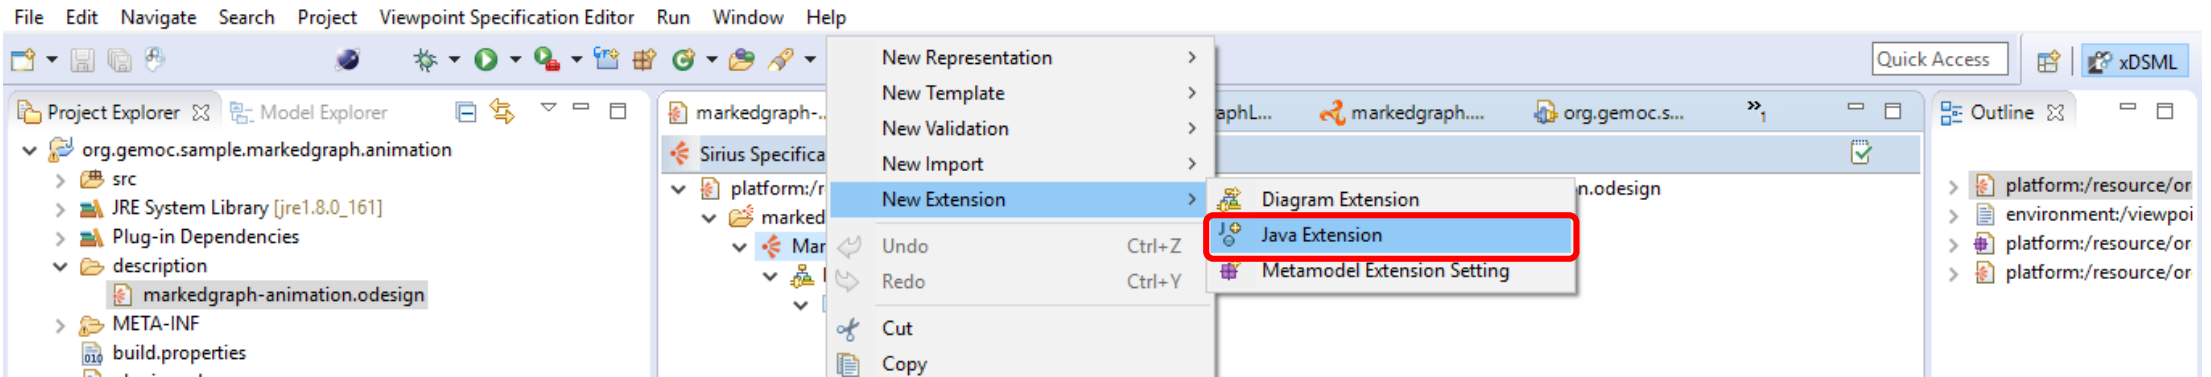 File Edit Navigate Search Project Viewpoint Specification Editor Run Window Help
Quick Access
xDSML
Project Explorer
Model Explorer
org.gemoc.sample.markedgraph.animation
src
JRE System Library [jre1.8.0_161]
Plug-in Dependencies
description
markedgraph-animation.odesign
META-INF
build.properties
markedgraph-...
aphL...
markedgraph....
org.gemoc.s...
»1
Sirius Specifica
platform:/r
n.odesign
marked
Mar
New Representation
New Template
New Validation
New Import
New Extension
Undo Ctrl+Z
Redo Ctrl+Y
Cut
Copy
Diagram Extension
Java Extension
Metamodel Extension Setting
Outline
platform:/resource/or
environment:/viewpoi
platform:/resource/or
platform:/resource/or